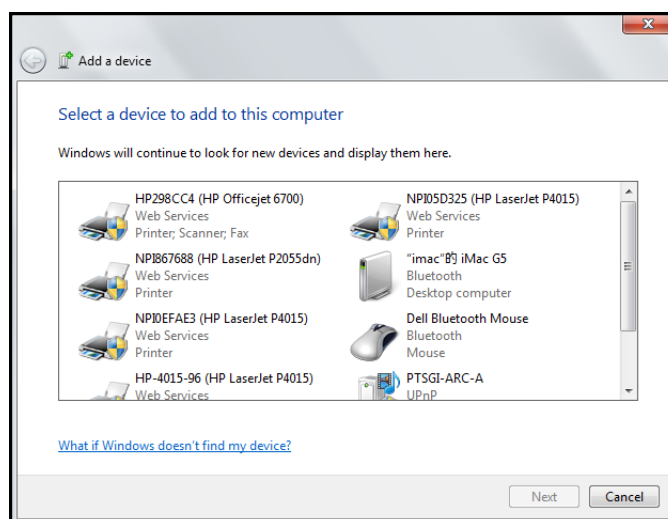 Add a device
Select a device to add to this computer
Windows will continue to look for new devices and display them here.
HP298CC4 (HP Officejet 6700)
Web Services
Printer; Scanner; Fax
NPI867688 (HP LaserJet P2055dn)
Web Services
Printer
NPI0EFAE3 (HP LaserJet P4015)
Web Services
Printer
HP-4015-96 (HP LaserJet P4015)
Web Services
NPI05D325 (HP LaserJet P4015)
Web Services
Printer
"imac"的 iMac G5
Bluetooth
Desktop computer
Dell Bluetooth Mouse
Bluetooth
Mouse
PTSGI-ARC-A
UPnP
What if Windows doesn't find my device?
Next
Cancel